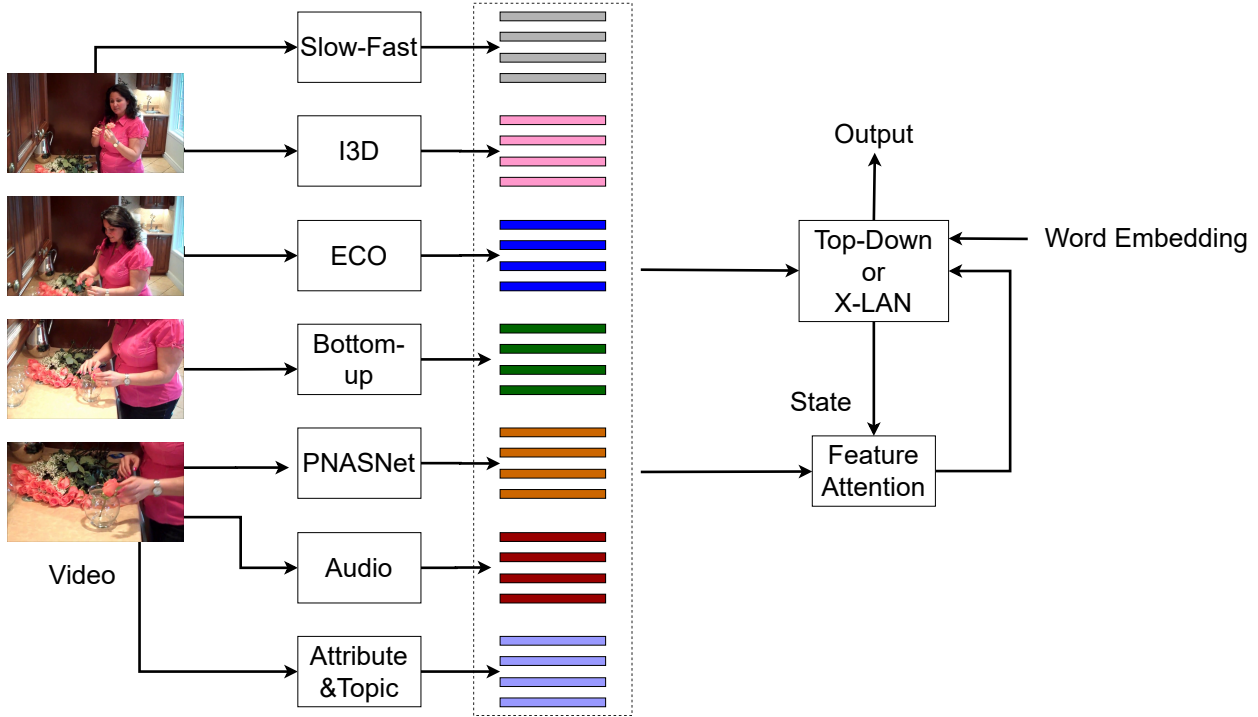 Slow-Fast
I3D
ECO
Bottom-
up
PNASNet
Audio
Attribute
&Topic
Video
Output
Top-Down
or
X-LAN
Word Embedding
State
Feature
Attention